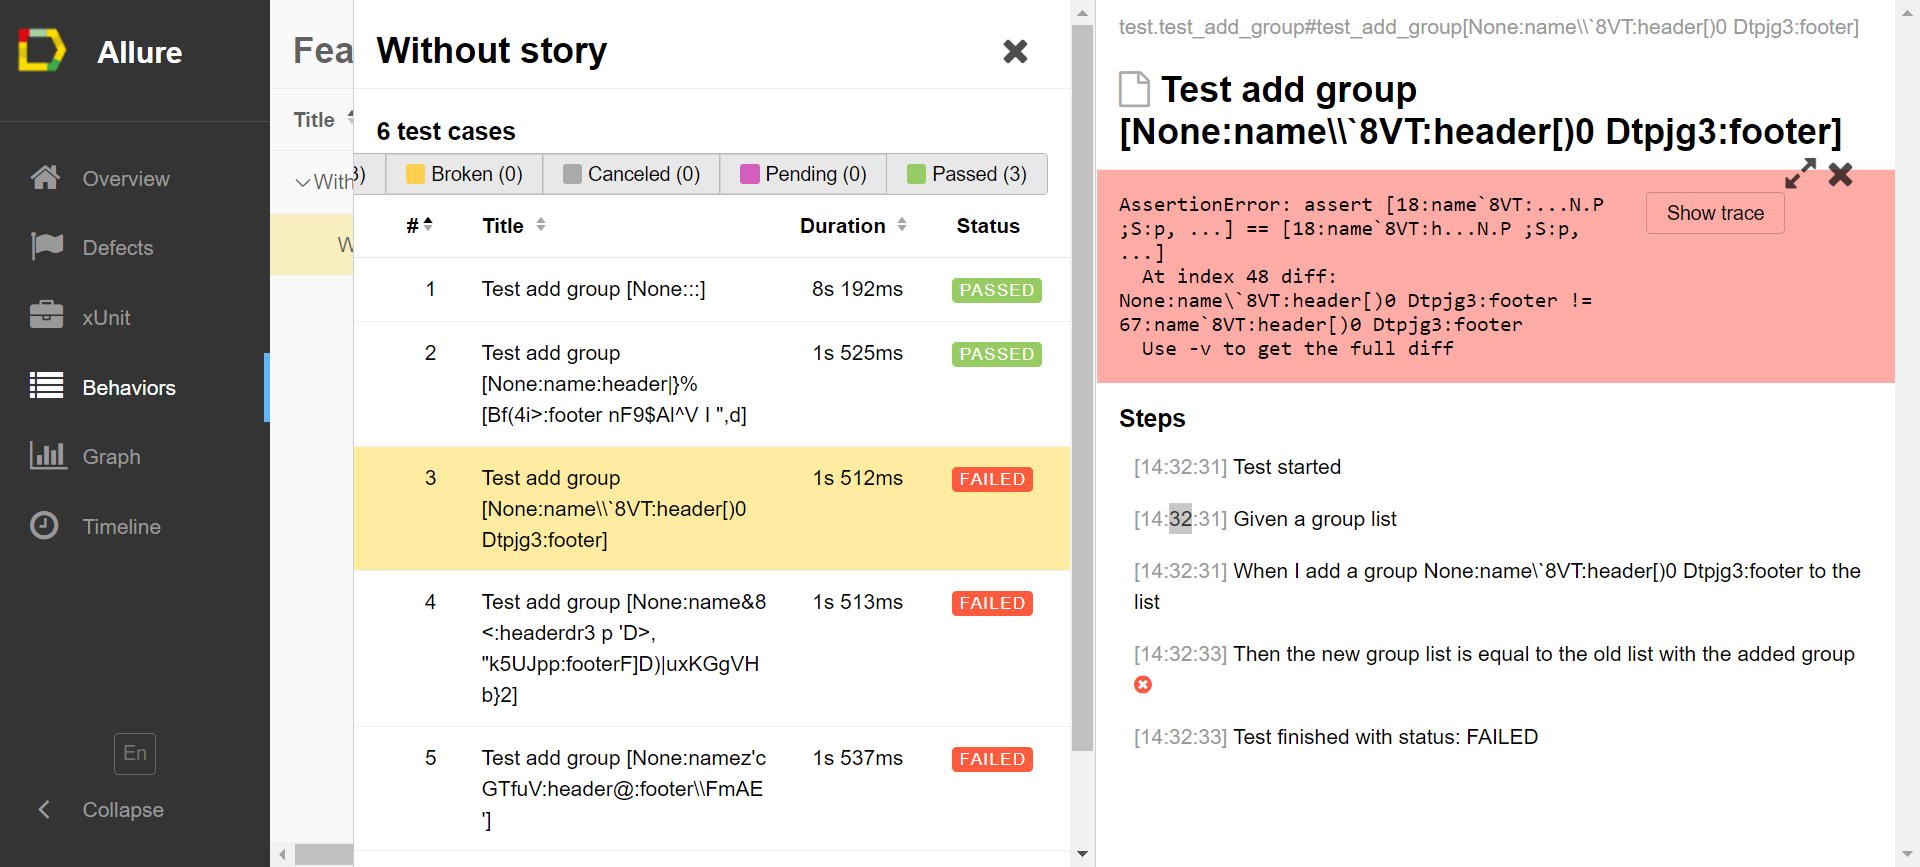 Allure
Overview
Defects
xUnit
Behaviors
Graph
Timeline
En
Collapse
Fea
Title
With
W
Without story
6 test cases
3)
Broken (0)
Canceled (0)
Pending (0)
Passed (3)
# Title Duration Status
1 Test add group [None:::] 8s 192ms PASSED
2 Test add group 1s 525ms PASSED
[None:name:header|}%
[Bf(4i>:footer nF9$Al^V I ",d]
3 Test add group 1s 512ms FAILED
[None:name\\`8VT:header[)0
Dtpjg3:footer]
4 Test add group [None:name&8 1s 513ms FAILED
<:headerdr3 p 'D>,
"k5UJpp:footerF]D)|uxKGgVH
b}2]
5 Test add group [None:namez'c 1s 537ms FAILED
GTfuV:header@:footer\\FmAE
']
test.test_add_group#test_add_group[None:name\\`8VT:header[)0 Dtpjg3:footer]
Test add group
[None:name\\`8VT:header[)0 Dtpjg3:footer]
AssertionError: assert [18:name`8VT:...N.P
;S:p, ...] == [18:name`8VT:h...N.P ;S:p,
...]
At index 48 diff:
None:name\`8VT:header[)0 Dtpjg3:footer !=
67:name`8VT:header[)0 Dtpjg3:footer
Use -v to get the full diff
Show trace
Steps
[14:32:31] Test started
[14:32:31] Given a group list
[14:32:31] When I add a group None:name\`8VT:header[)0 Dtpjg3:footer to the
list
[14:32:33] Then the new group list is equal to the old list with the added group
[14:32:33] Test finished with status: FAILED